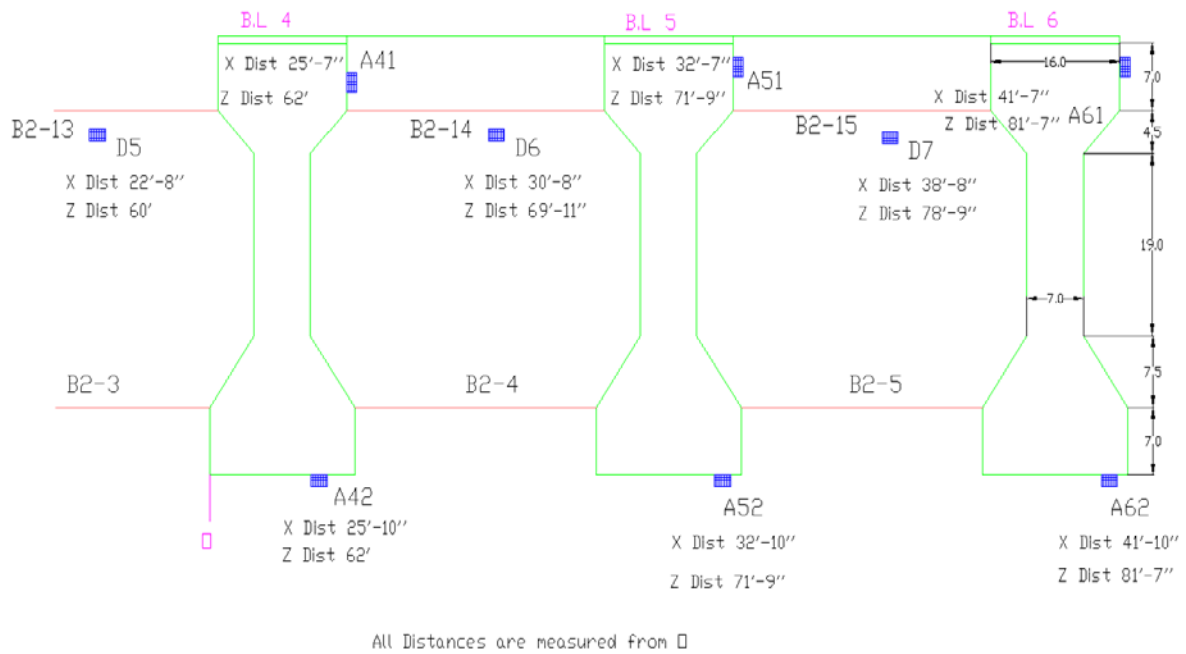 B.L 4
B.L 5
B.L 6
X Dist 25'-7"
A41
Z Dist 62'
X Dist 32'-7"
A51
Z Dist 71'-9"
16.0
7.0
X Dist 41'-7"
A61
Z Dist 81'-7"
4.5
B2-13
D5
X Dist 22'-8"
Z Dist 60'
B2-14
D6
X Dist 30'-8"
Z Dist 69'-11"
B2-15
D7
X Dist 38'-8"
Z Dist 78'-9"
19.0
7.0
B2-3
B2-4
B2-5
7.5
7.0
A42
X Dist 25'-10"
Z Dist 62'
A52
X Dist 32'-10"
Z Dist 71'-9"
A62
X Dist 41'-10"
Z Dist 81'-7"
All Distances are measured from